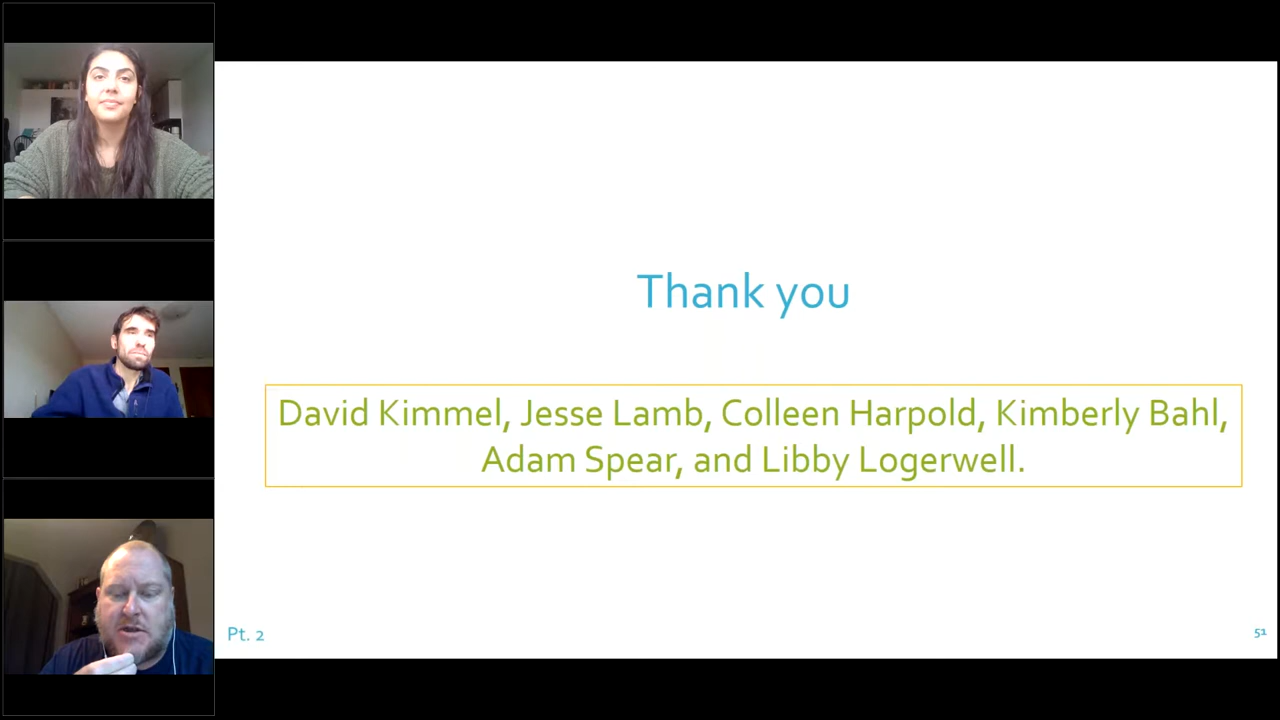 Thank you
David Kimmel, Jesse Lamb, Colleen Harpold, Kimberly Bahl,
Adam Spear, and Libby Logerwell.
Pt. 2
51